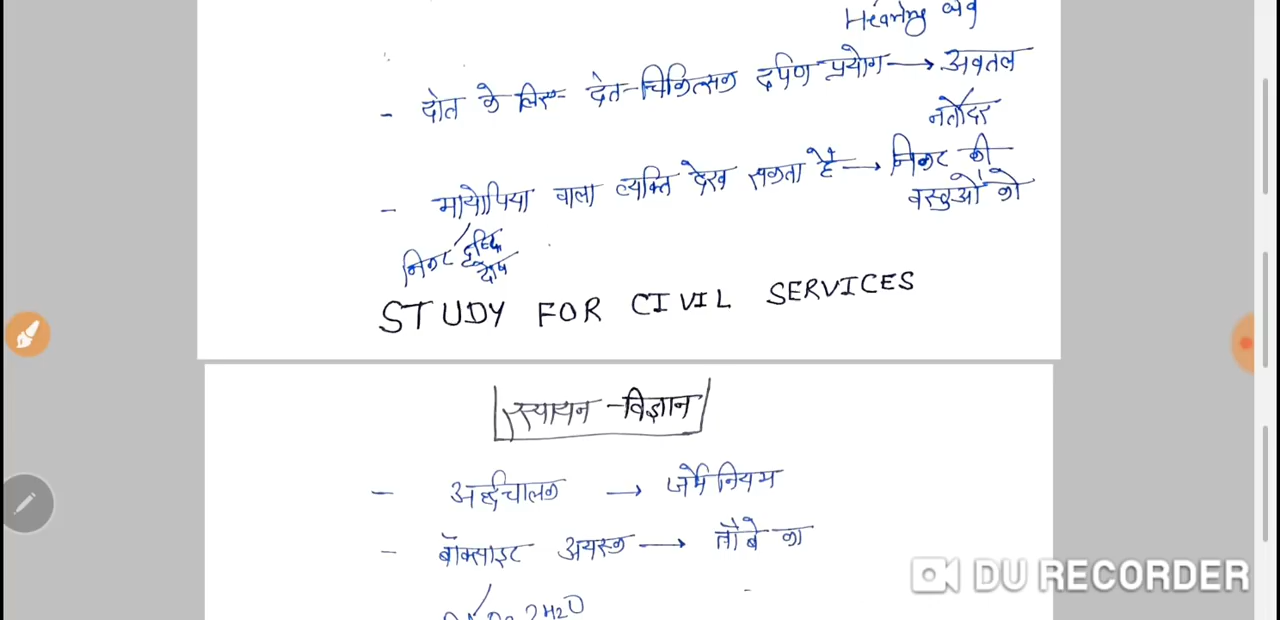 Hearing
- दाँत के लिए दंत-चिकित्सक दर्पण प्रयोग → अवतल
नतोदर
- मायोपिया वाला व्यक्ति देख सकता है → निकट की
वस्तुओं को
निकट दृष्टि
दोष
STUDY FOR CIVIL SERVICES
रसायन-विज्ञान
- अर्द्धचालक → जर्मेनियम
- बॉक्साइट अयस्क → ताँबे का
2H2O
DU RECORDER